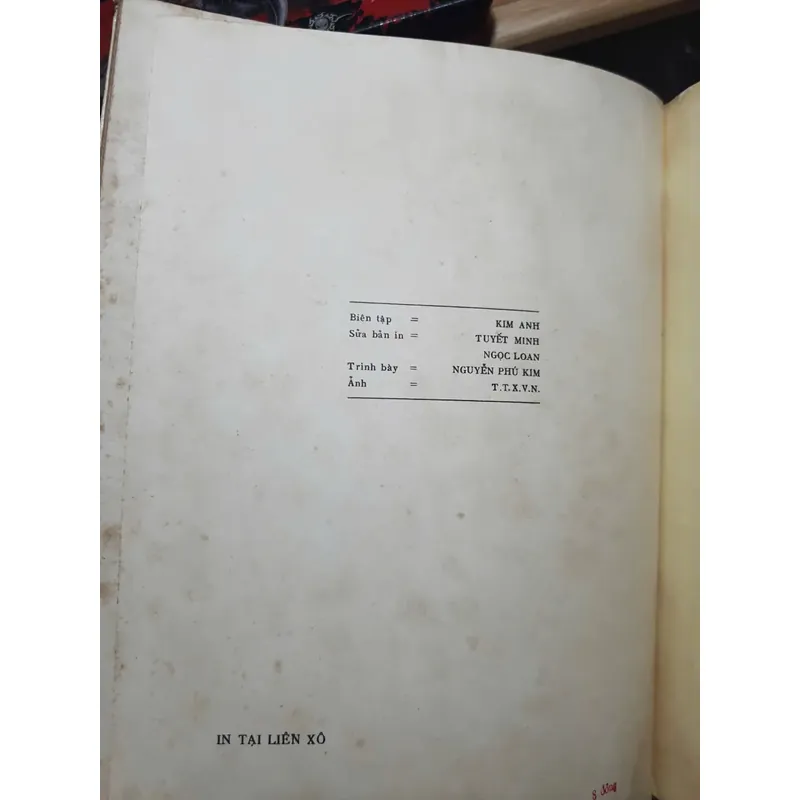 Biên tập = KIM ANH
Sửa bản in = TUYẾT MINH
NGỌC LOAN
Trình bày = NGUYỄN PHÚ KIM
Ảnh = T.T.X.V.N.
IN TẠI LIÊN XÔ